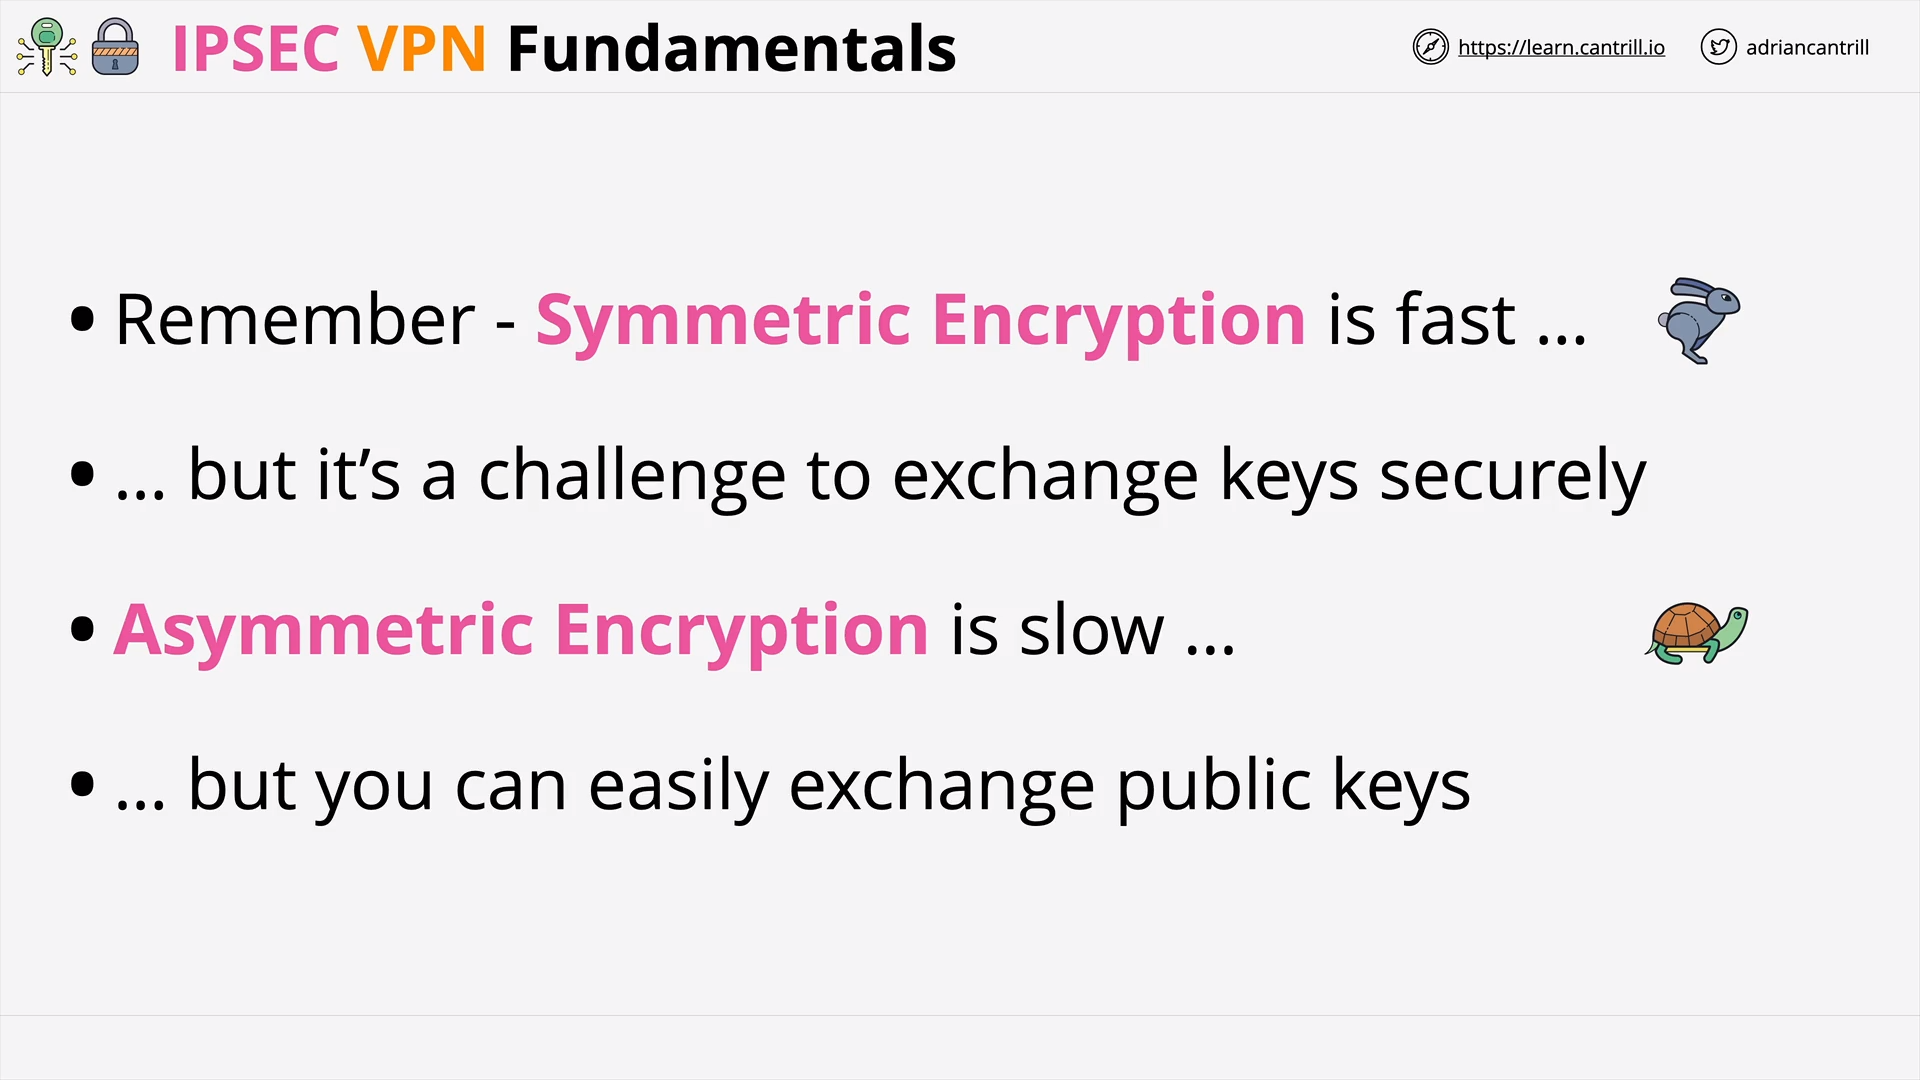 IPSEC VPN Fundamentals
https://learn.cantrill.io
adriancantrill
• Remember - Symmetric Encryption is fast ...
• ... but it’s a challenge to exchange keys securely
• Asymmetric Encryption is slow ...
• ... but you can easily exchange public keys